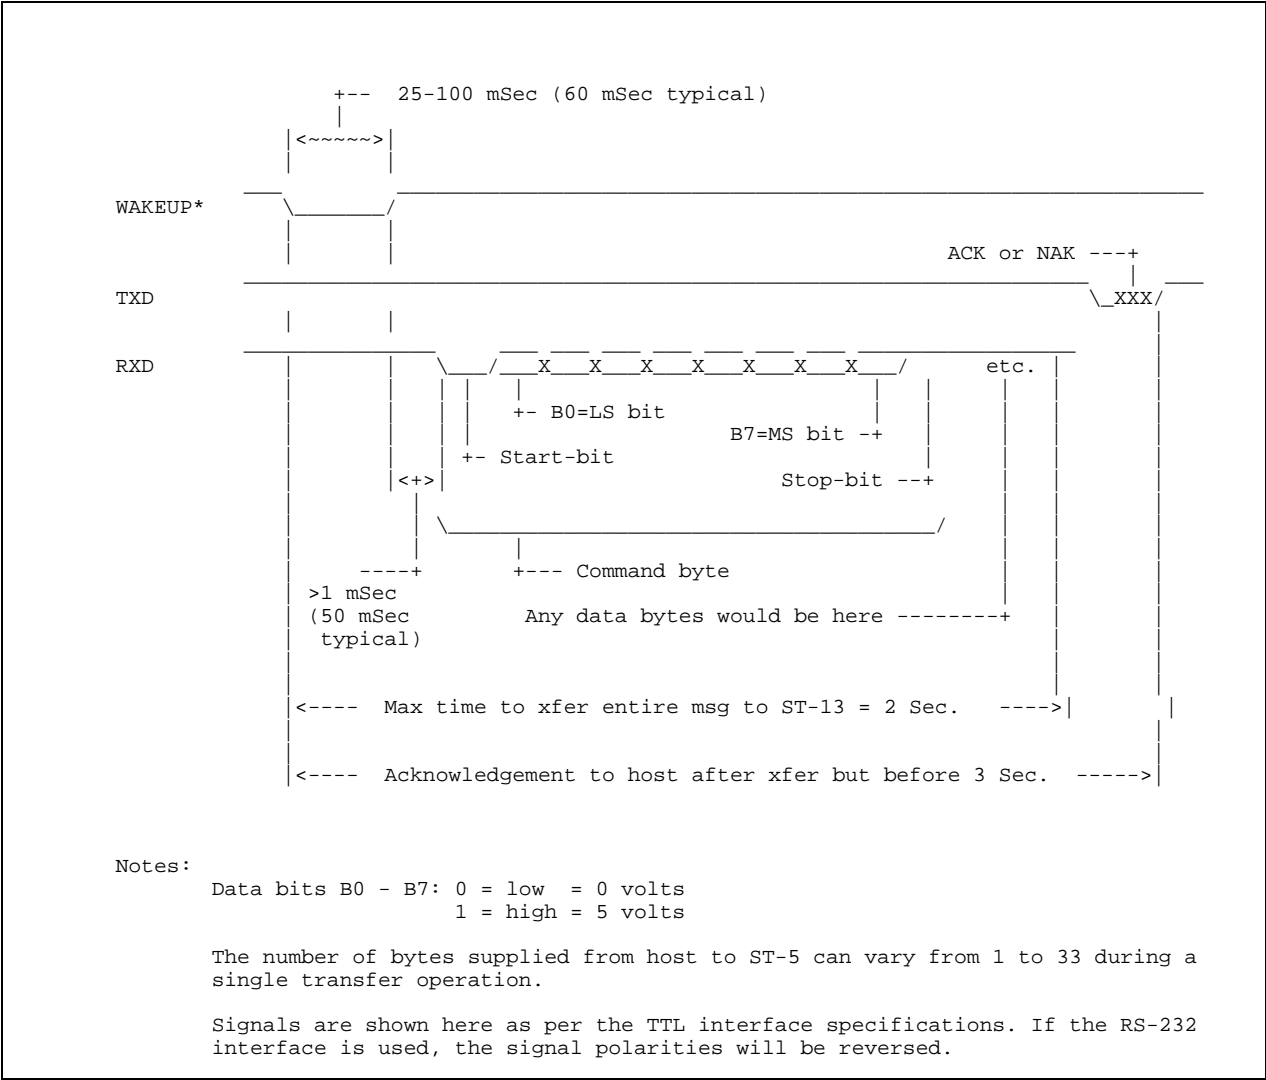 +-- 25-100 mSec (60 mSec typical)
|<~~~~~>|
WAKEUP*
ACK or NAK ---+
TXD
\_XXX/
RXD
\___/___X___X___X___X___X___X___X___/ etc.
+- B0=LS bit
B7=MS bit -+
+- Start-bit
|<+>|
Stop-bit --+
----+
+--- Command byte
>1 mSec
(50 mSec
Any data bytes would be here --------+
typical)
|<---- Max time to xfer entire msg to ST-13 = 2 Sec. ---->|
|<---- Acknowledgement to host after xfer but before 3 Sec. ----->|
Notes:
Data bits B0 - B7: 0 = low = 0 volts
1 = high = 5 volts
The number of bytes supplied from host to ST-5 can vary from 1 to 33 during a
single transfer operation.
Signals are shown here as per the TTL interface specifications. If the RS-232
interface is used, the signal polarities will be reversed.